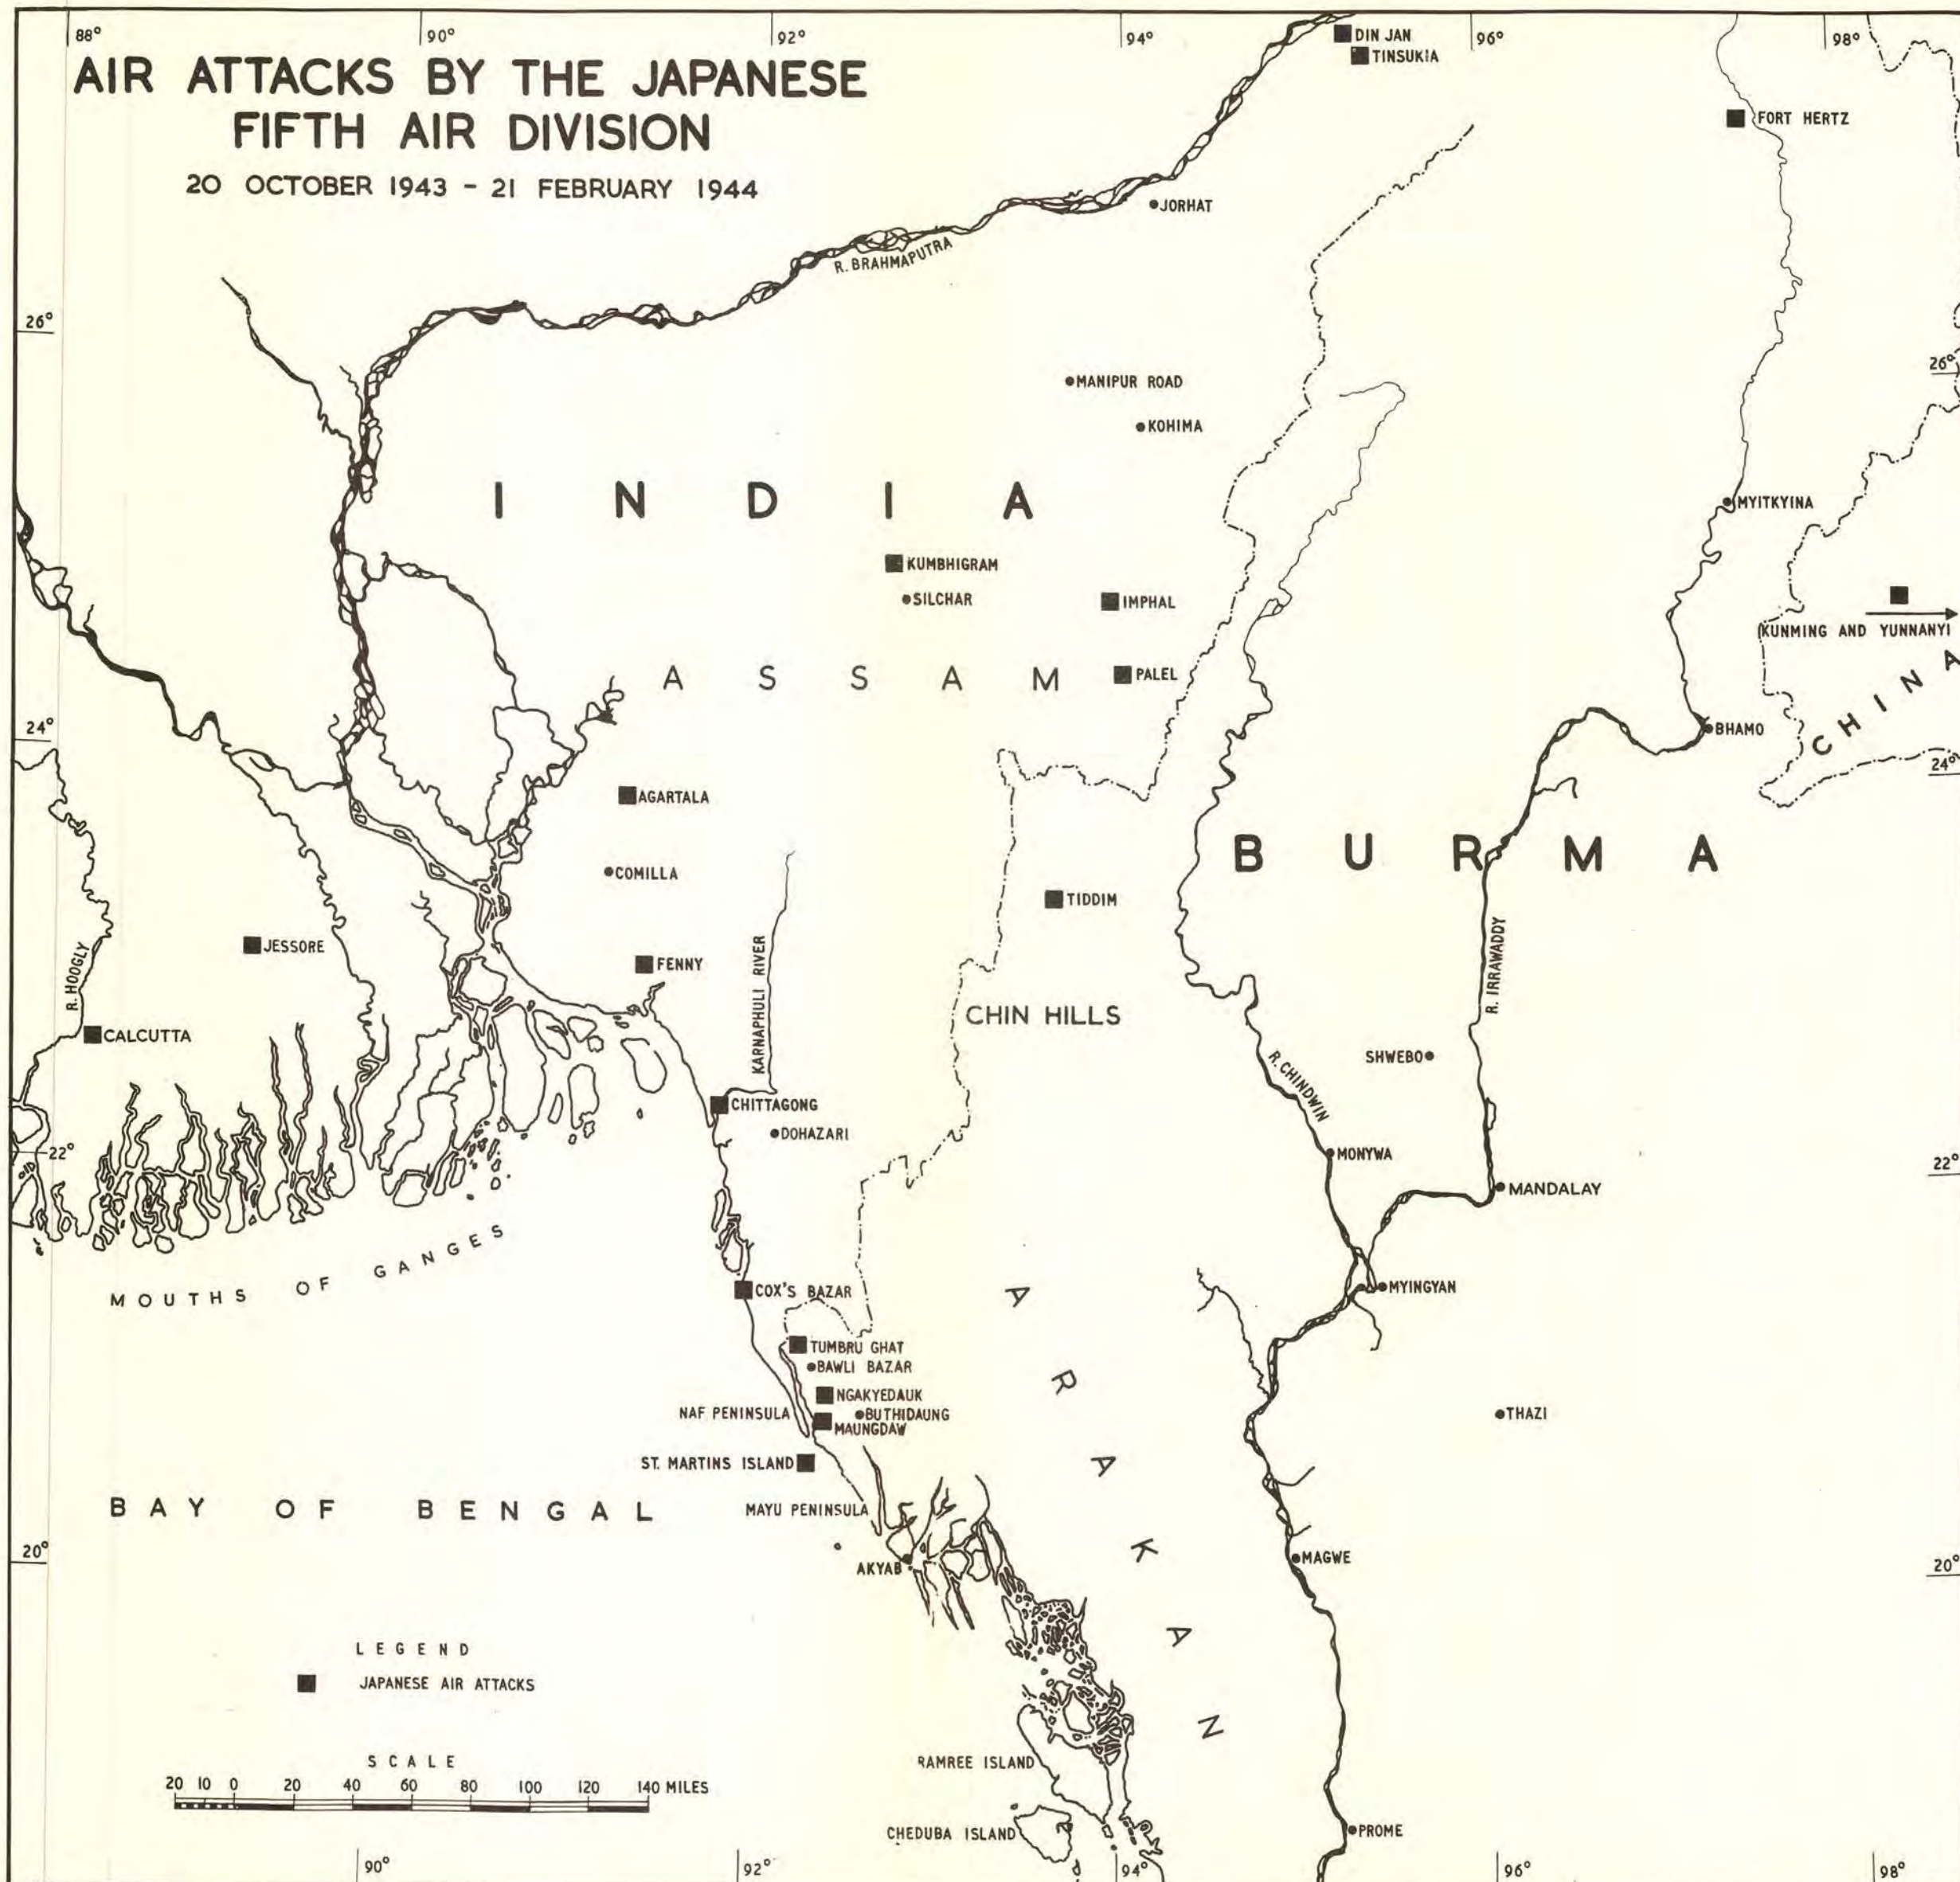 88°
90°
92°
94°
96°
98°
AIR ATTACKS BY THE JAPANESE
FIFTH AIR DIVISION
20 OCTOBER 1943 - 21 FEBRUARY 1944
DIN JAN
TINSUKIA
FORT HERTZ
JORHAT
R. BRAHMAPUTRA
26°
26°
MANIPUR ROAD
KOHIMA
INDIA
MYITKYINA
KUMBHIGRAM
SILCHAR
IMPHAL
(KUNMING AND YUNNANYI
ASSAM
PALEL
CHINA
24°
BHAMO
24°
AGARTALA
BURMA
COMILLA
TIDDIM
JESSORE
FENNY
R. HOOGLY
KARNAPHULI RIVER
R. IRRAWADDY
CHIN HILLS
CALCUTTA
SHWEBO
R. CHINDWIN
CHITTAGONG
DOHAZARI
22°
MONYWA
22°
MANDALAY
MOUTHS OF GANGES
COX'S BAZAR
MYINGYAN
ARAKAN
TUMBRU GHAT
BAWLI BAZAR
NGAKYEDAUK
NAF PENINSULA
BUTHIDAUNG
MAUNGDAW
THAZI
ST. MARTINS ISLAND
BAY OF BENGAL
MAYU PENINSULA
20°
AKYAB
MAGWE
20°
LEGEND
JAPANESE AIR ATTACKS
SCALE
20 10 0 20 40 60 80 100 120 140 MILES
RAMREE ISLAND
CHEDUBA ISLAND
PROME
90°
92°
94°
96°
98°